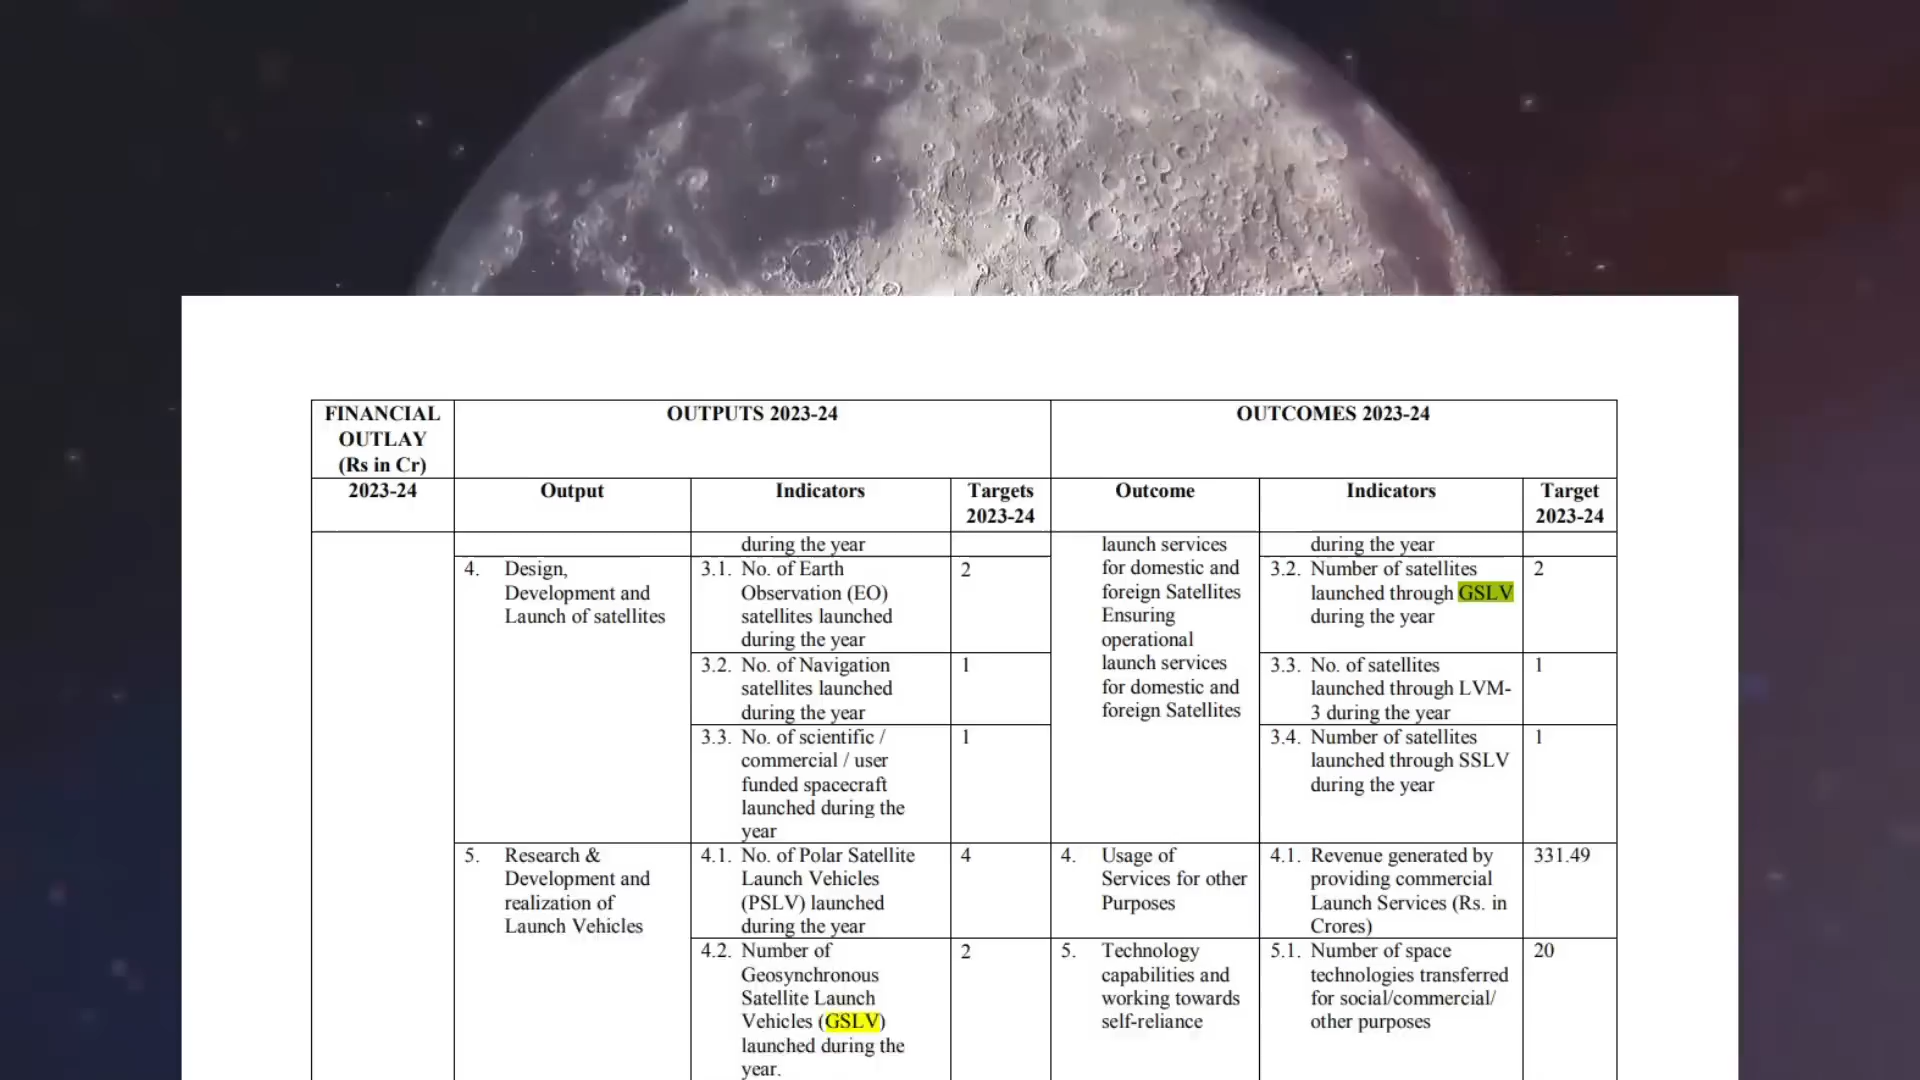 FINANCIAL
OUTLAY
(Rs in Cr)
OUTPUTS 2023-24
OUTCOMES 2023-24
2023-24
Output
Indicators
Targets
2023-24
Outcome
Indicators
Target
2023-24
during the year
launch services
for domestic and
foreign Satellites
Ensuring
operational
launch services
for domestic and
foreign Satellites
during the year
4. Design,
Development and
Launch of satellites
3.1. No. of Earth
Observation (EO)
satellites launched
during the year
2
3.2. Number of satellites
launched through GSLV
during the year
2
3.2. No. of Navigation
satellites launched
during the year
1
3.3. No. of satellites
launched through LVM-
3 during the year
1
3.3. No. of scientific /
commercial / user
funded spacecraft
launched during the
year
1
3.4. Number of satellites
launched through SSLV
during the year
1
5. Research &
Development and
realization of
Launch Vehicles
4.1. No. of Polar Satellite
Launch Vehicles
(PSLV) launched
during the year
4
4. Usage of
Services for other
Purposes
4.1. Revenue generated by
providing commercial
Launch Services (Rs. in
Crores)
331.49
4.2. Number of
Geosynchronous
Satellite Launch
Vehicles (GSLV)
launched during the
year.
2
5. Technology
capabilities and
working towards
self-reliance
5.1. Number of space
technologies transferred
for social/commercial/
other purposes
20